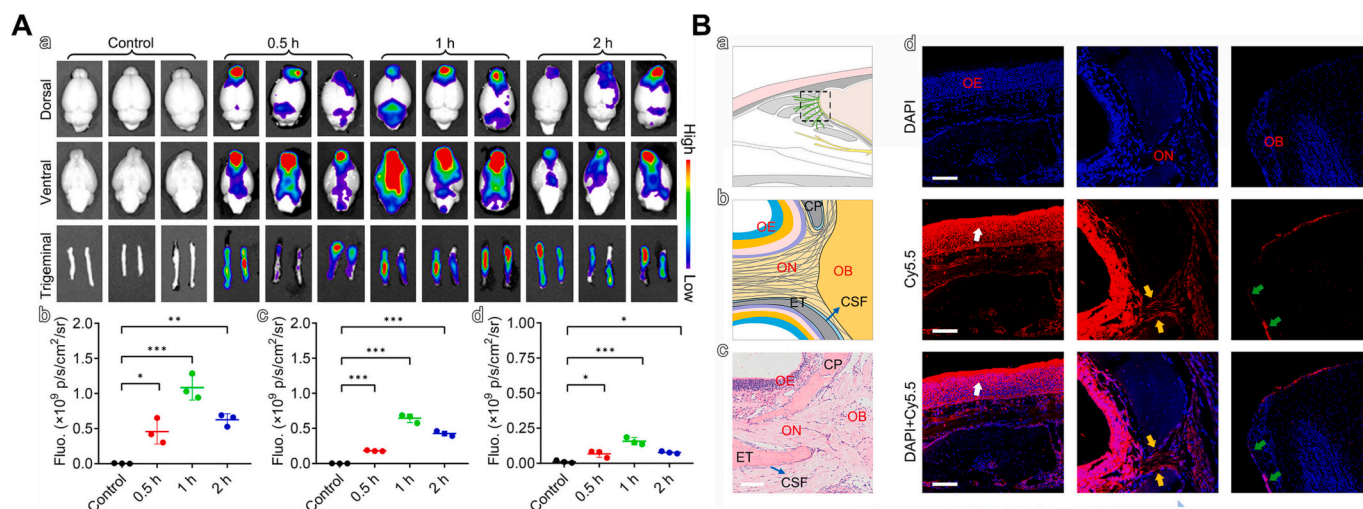 A
a
Control 0.5 h 1 h 2 h
Dorsal
Ventral
Trigeminal
High
Low
b
Fluo. (×10⁹ p/s/cm²/sr)
2.0
1.5
1.0
0.5
0.0
**
***
*
Control 0.5 h 1 h 2 h
c
Fluo. (×10⁹ p/s/cm²/sr)
2.0
1.5
1.0
0.5
0.0
***
***
***
Control 0.5 h 1 h 2 h
d
Fluo. (×10⁹ p/s/cm²/sr)
1.00
0.75
0.50
0.25
0.00
*
***
*
Control 0.5 h 1 h 2 h
B
a
b
OE
CP
ON
OB
ET
CSF
c
OE
CP
OB
ON
ET
CSF
d
DAPI
OE
ON
OB
Cy5.5
DAPI+Cy5.5